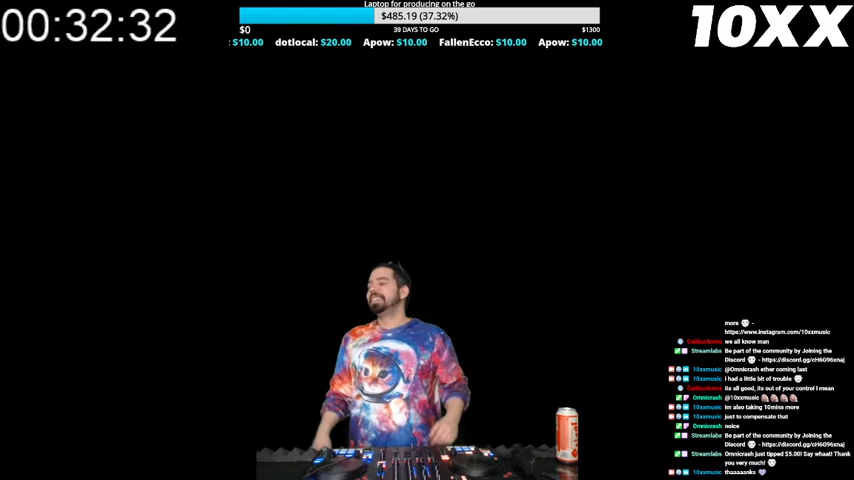 00:32:32
Laptop for producing on the go
$485.19 (37.32%)
$0
39 DAYS TO GO
$1300
: $10.00 dotlocal: $20.00 Apow: $10.00 FallenEcco: $10.00 Apow: $10.00
10XX
more -
https://www.instagram.com/10xxmusic
we all know man
Streamlabs Be part of the community by Joining the
Discord - https://discord.gg/cH6G96xnaj
10xxmusic @Omnicrash ether coming last
10xxmusic i had a little bit of trouble
its all good, its out of your control I mean
Omnicrash @10xxmusic
10xxmusic im also taking 10mins more
10xxmusic just to compensate that
Omnicrash noice
Streamlabs Be part of the community by Joining the
Discord - https://discord.gg/cH6G96xnaj
Streamlabs Omnicrash just tipped $5.00! Say whaat! Thank
you very much!
10xxmusic thaaaaanks